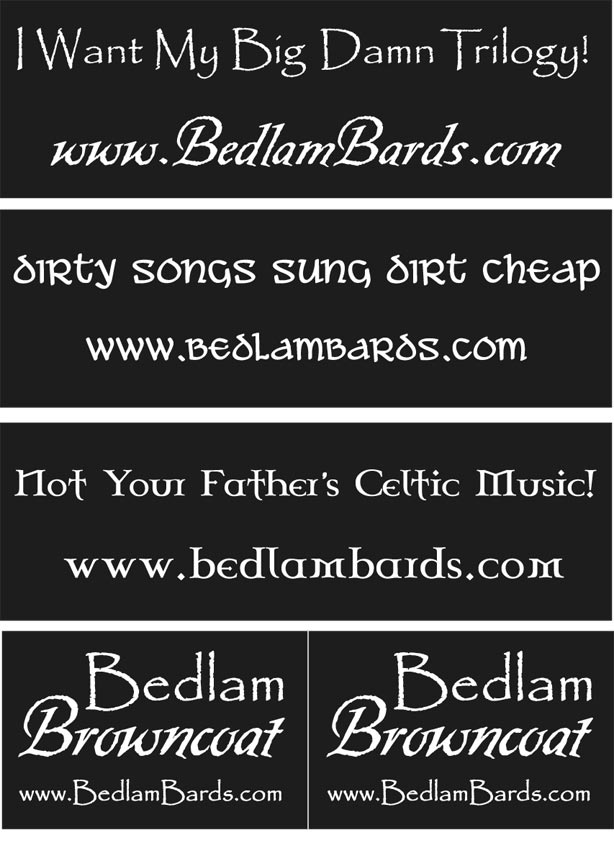 I Want My Big Damn Trilogy!
www.BedlamBards.com
dirty songs sung dirt cheap
www.bedlambards.com
Not Your Father's Celtic Music!
www.bedlambards.com
Bedlam
Browncoat
www.BedlamBards.com
Bedlam
Browncoat
www.BedlamBards.com